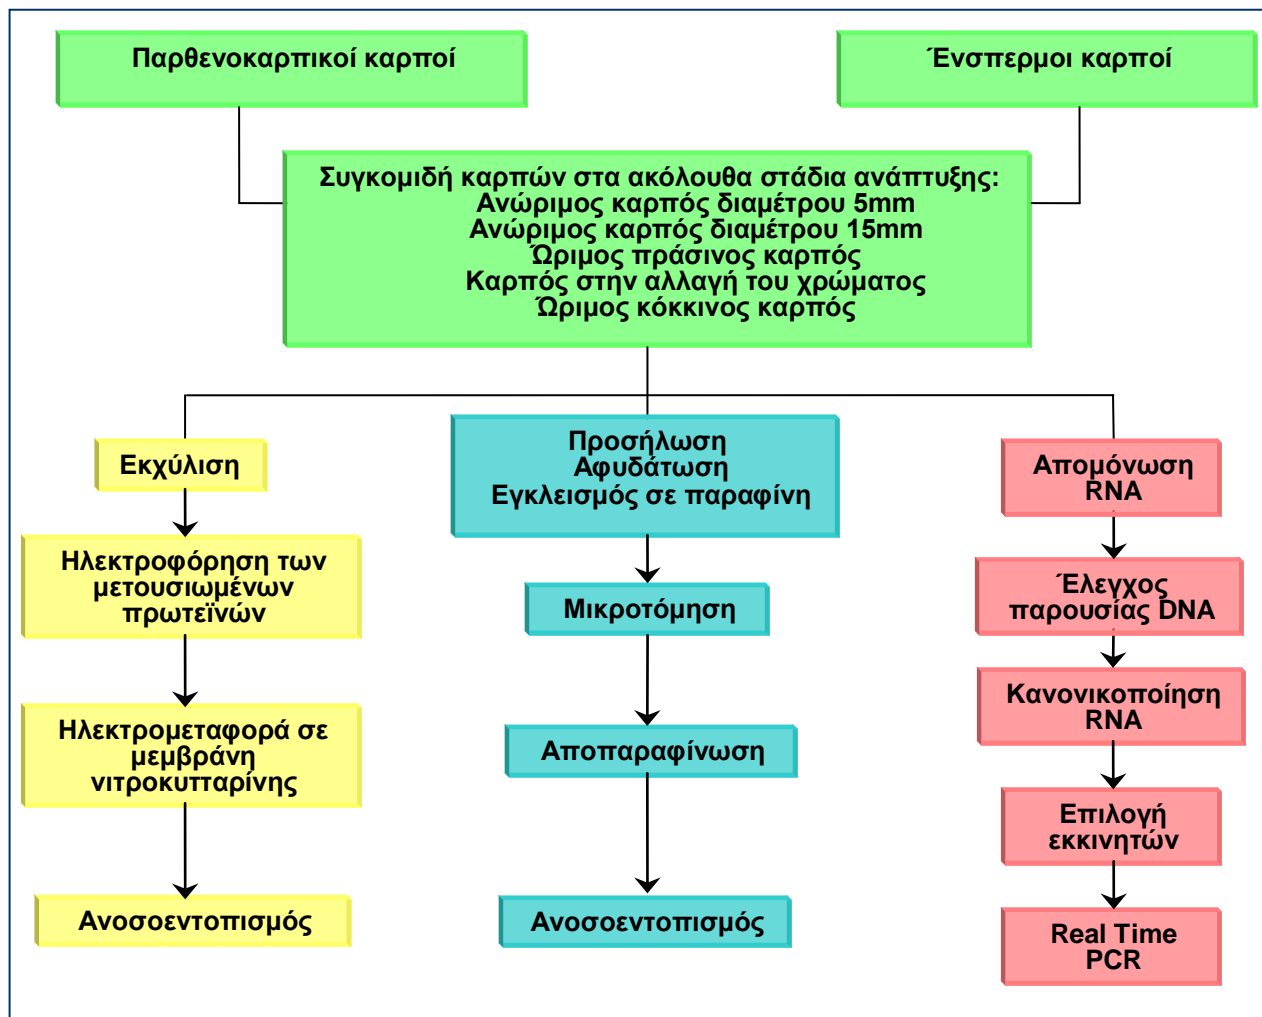 Παρθενοκαρπικοί καρποί
Ένσπερμοι καρποί
Συγκομιδή καρπών στα ακόλουθα στάδια ανάπτυξης:
Ανώριμος καρπός διαμέτρου 5mm
Ανώριμος καρπός διαμέτρου 15mm
Ώριμος πράσινος καρπός
Καρπός στην αλλαγή του χρώματος
Ώριμος κόκκινος καρπός
Εκχύλιση
Ηλεκτροφόρηση των
μετουσιωμένων
πρωτεϊνών
Ηλεκτρομεταφορά σε
μεμβράνη
νιτροκυτταρίνης
Ανοσοεντοπισμός
Προσήλωση
Αφυδάτωση
Εγκλεισμός σε παραφίνη
Μικροτόμηση
Αποπαραφίνωση
Ανοσοεντοπισμός
Απομόνωση
RNA
Έλεγχος
παρουσίας DNA
Κανονικοποίηση
RNA
Επιλογή
εκκινητών
Real Time
PCR